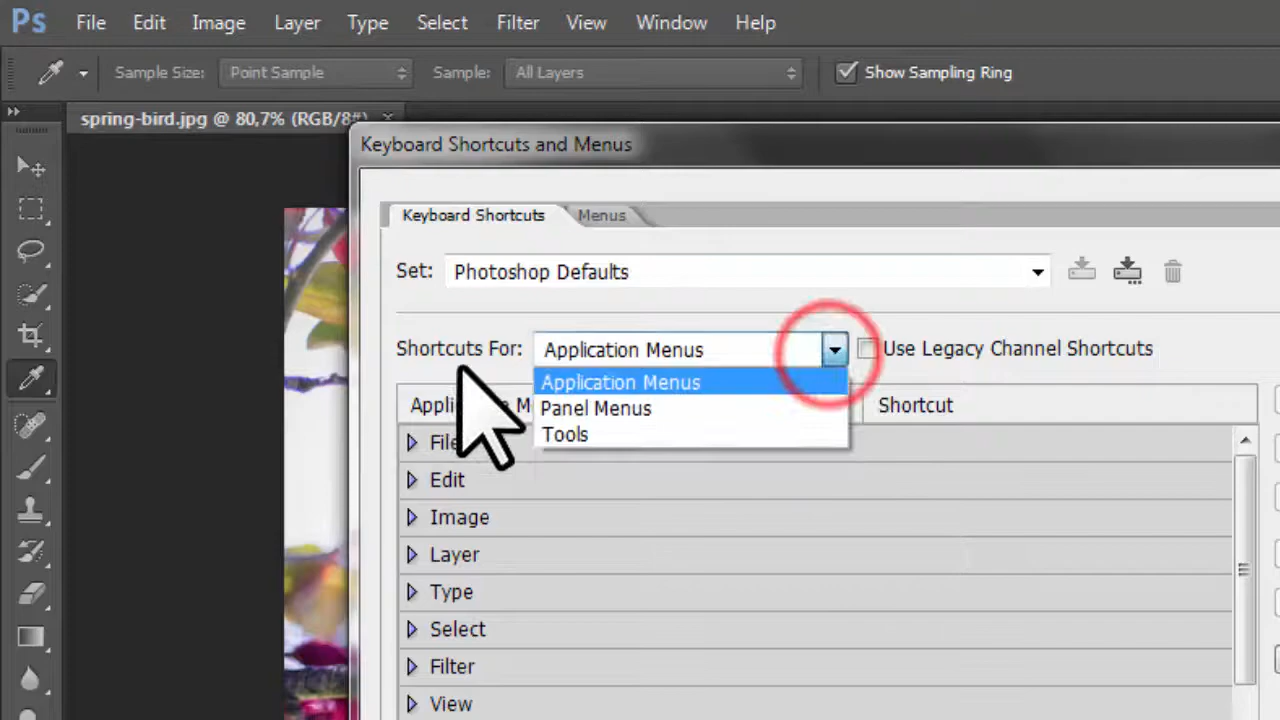 Ps File Edit Image Layer Type Select Filter View Window Help
Sample Size: Point Sample Sample: All Layers Show Sampling Ring
spring-bird.jpg @ 80,7% (RGB/8#) ×
Keyboard Shortcuts and Menus
Keyboard Shortcuts Menus
Set: Photoshop Defaults
Shortcuts For: Application Menus Use Legacy Channel Shortcuts
Application Menus
Panel Menus
Tools
Shortcut
File
Edit
Image
Layer
Type
Select
Filter
View